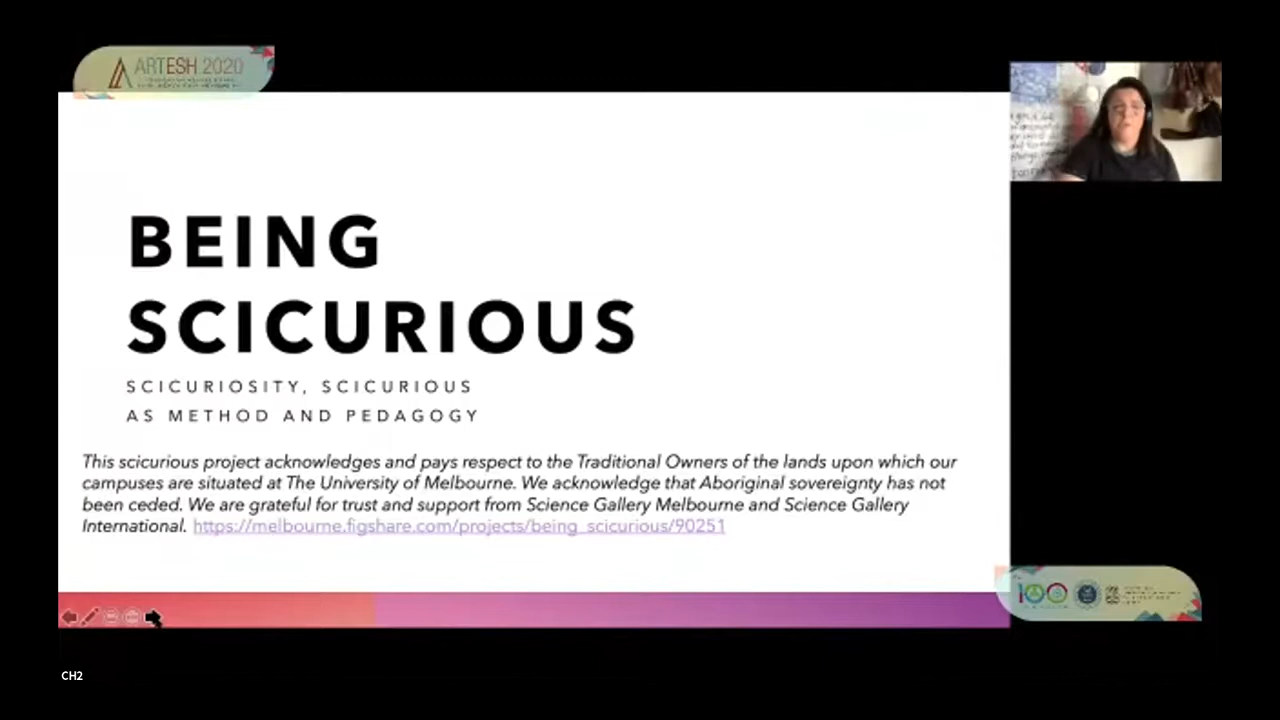 ARTESH 2020
BEING
SCICURIOUS
SCICURIOSITY, SCICURIOUS
AS METHOD AND PEDAGOGY
This scicurious project acknowledges and pays respect to the Traditional Owners of the lands upon which our
campuses are situated at The University of Melbourne. We acknowledge that Aboriginal sovereignty has not
been ceded. We are grateful for trust and support from Science Gallery Melbourne and Science Gallery
International. https://melbourne.figshare.com/projects/being_scicurious/90251
100
CH2